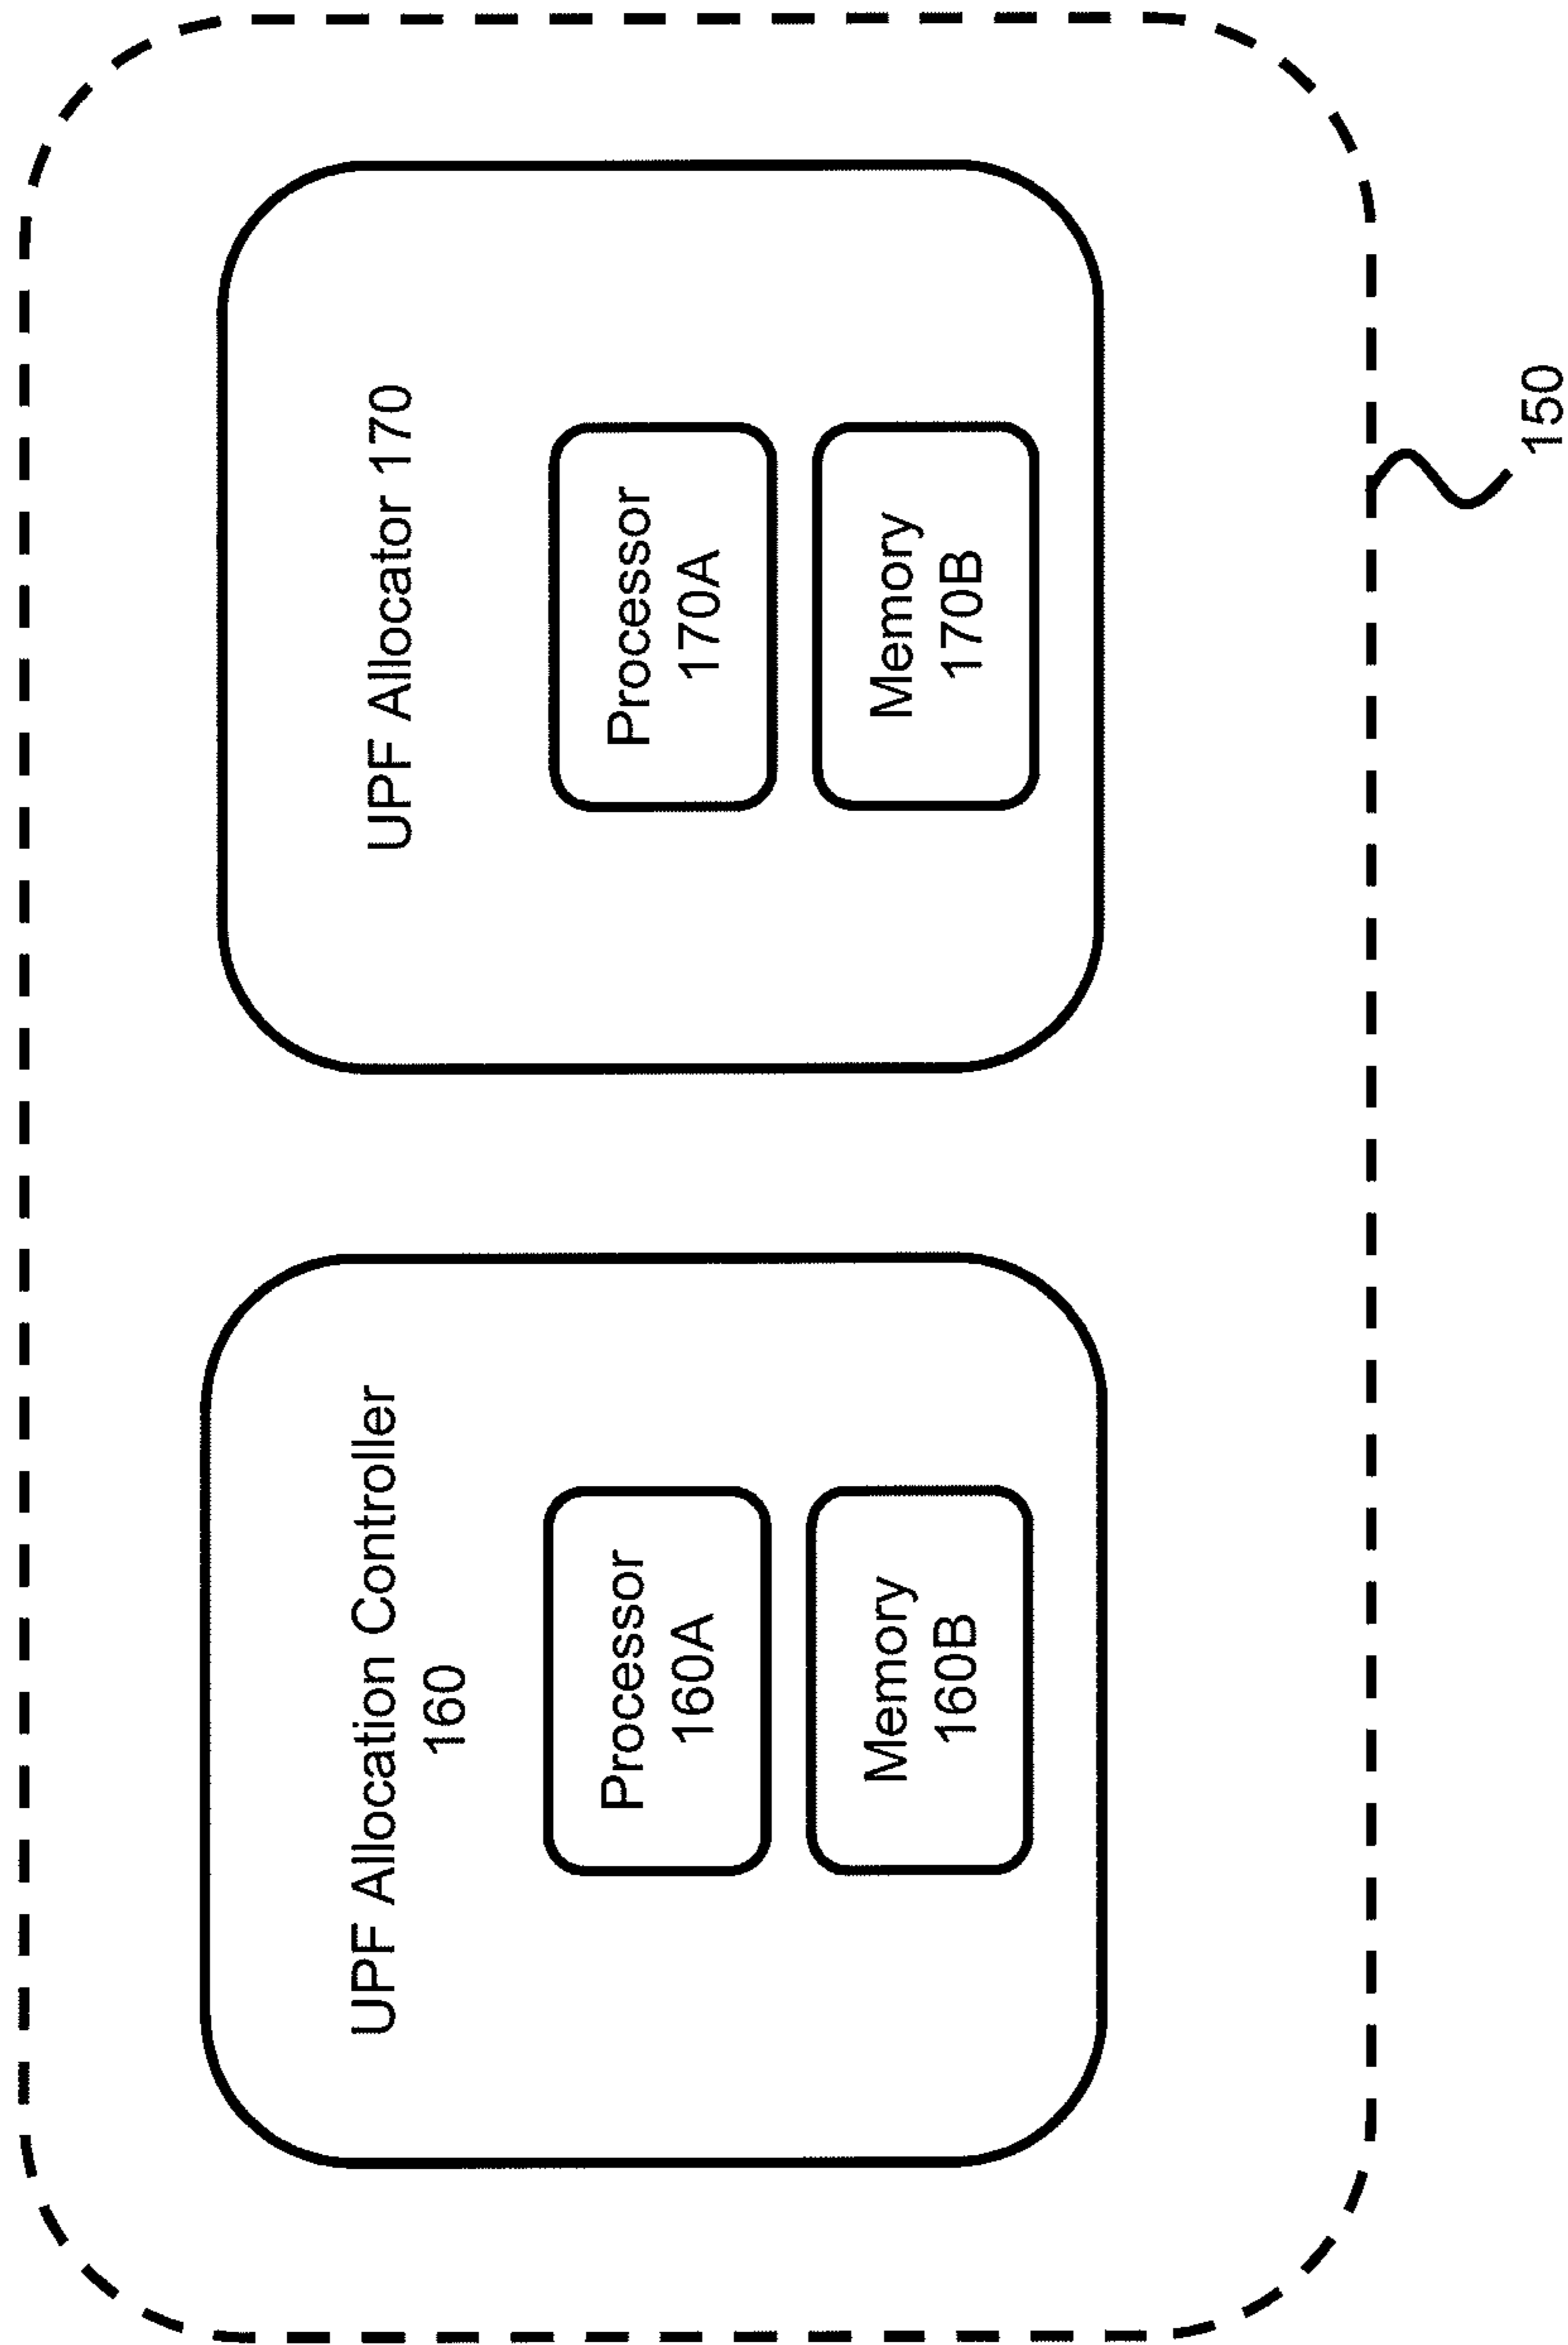 UPF Allocation Controller
160
Processor
160A
Memory
160B
UPF Allocator 170
Processor
170A
Memory
170B
150